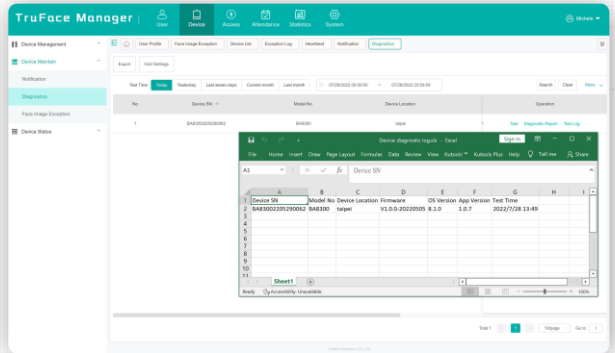 TruFace Manager
User Device Access Attendance Statistics System
Michele
Device Management
Device Maintain
Notification
Diagnostics
Face Image Exception
Device Status
User Profile Face Image Exception Device List Exception Log Heartbeat Notification Diagnostics
Export Grid Settings
Test Time Today Yesterday Last seven days Current month Last month 07/28/2022 00:00:00 ~ 07/28/2022 23:59:59 Search Clear More
No. Device SN Model No Device Location Operation
1 BA83002205290062 BA8300 taipei Test Diagnostic Report Test Log
Device diagnostic log.xls - Excel
Sign in
File Home Insert Draw Page Layout Formulas Data Review View Kutools™ Kutools Plus Help Tell me Share
A1 fx Device SN
A B C D E F G H I
1 Device SN Model No Device Location Firmware OS Version App Version Test Time
2 BA83002205290062 BA8300 taipei V1.0.0-20220505 8.1.0 1.0.7 2022/7/28 13:49
3
4
5
6
7
8
9
10
11
Sheet1
Ready Accessibility: Unavailable 100%
Total 1 1 10/page Go to 1